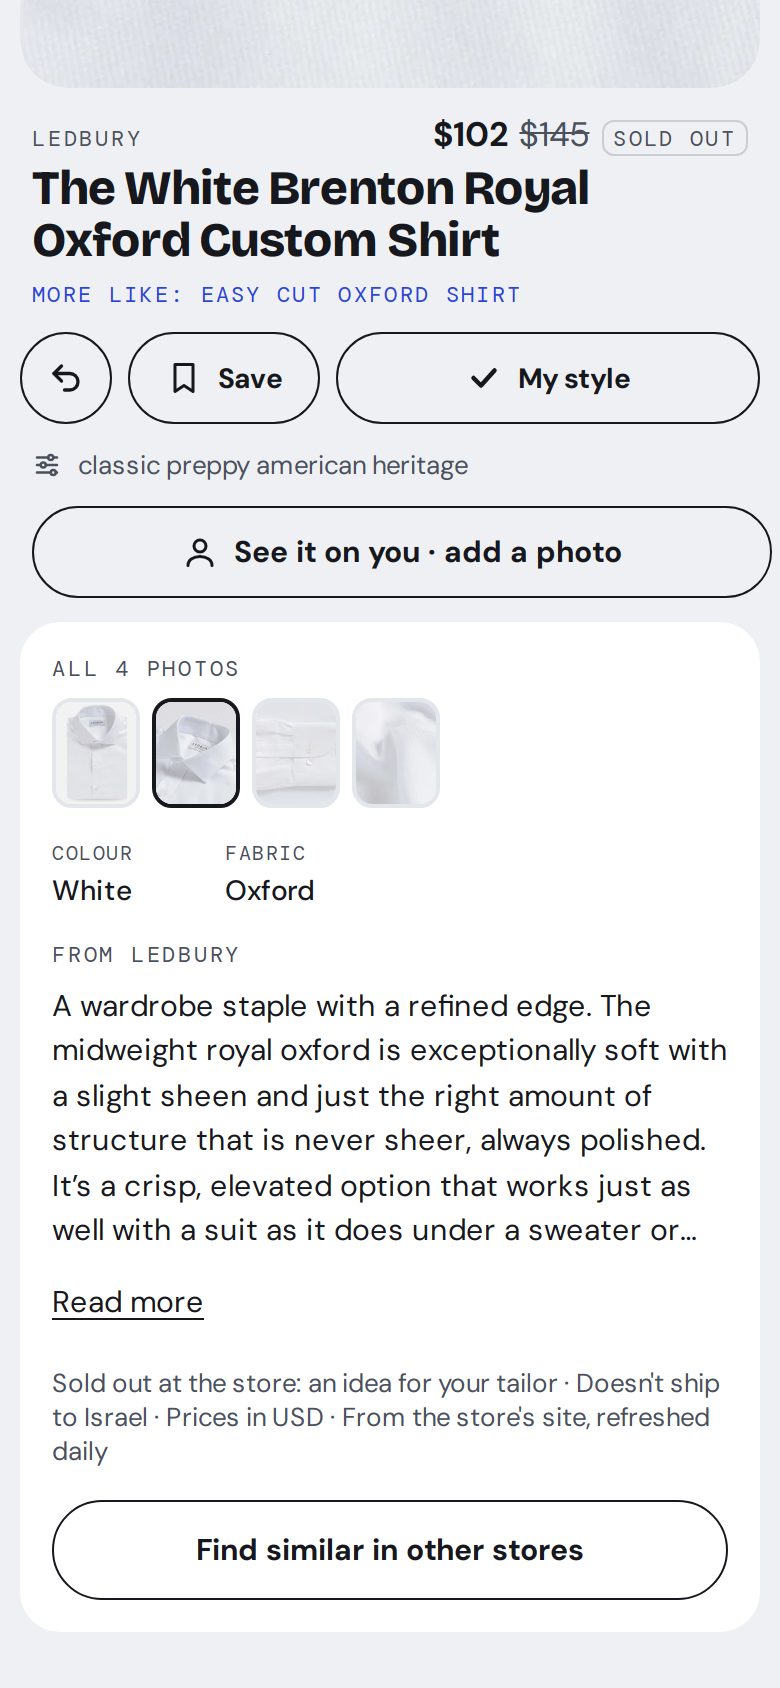 LEDBURY
$102 $145 SOLD OUT
The White Brenton Royal
Oxford Custom Shirt
MORE LIKE: EASY CUT OXFORD SHIRT
Save
My style
classic preppy american heritage
See it on you · add a photo
ALL 4 PHOTOS
COLOUR FABRIC
White Oxford
FROM LEDBURY
A wardrobe staple with a refined edge. The
midweight royal oxford is exceptionally soft with
a slight sheen and just the right amount of
structure that is never sheer, always polished.
It’s a crisp, elevated option that works just as
well with a suit as it does under a sweater or…
Read more
Sold out at the store: an idea for your tailor · Doesn't ship
to Israel · Prices in USD · From the store's site, refreshed
daily
Find similar in other stores